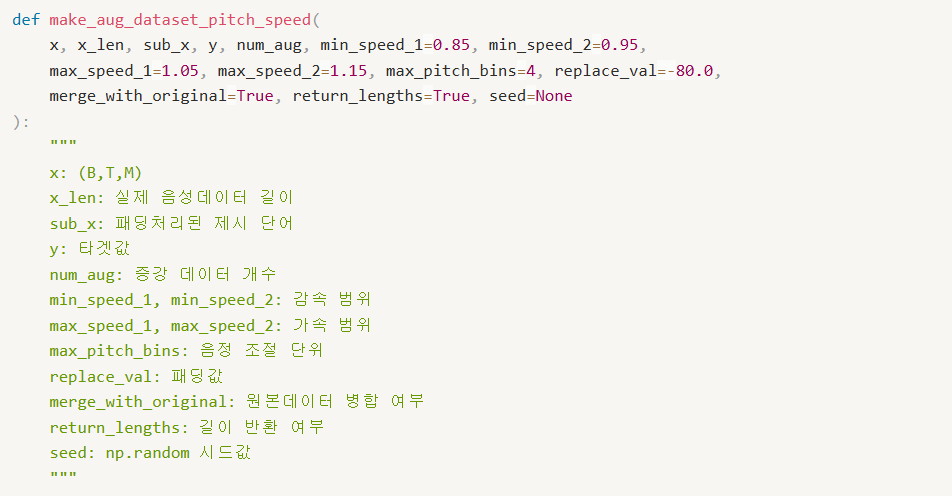 def make_aug_dataset_pitch_speed(
    x, x_len, sub_x, y, num_aug, min_speed_1=0.85, min_speed_2=0.95,
    max_speed_1=1.05, max_speed_2=1.15, max_pitch_bins=4, replace_val=-80.0,
    merge_with_original=True, return_lengths=True, seed=None
):
    """
    x: (B,T,M)
    x_len: 실제 음성데이터 길이
    sub_x: 패딩처리된 제시 단어
    y: 타겟값
    num_aug: 증강 데이터 개수
    min_speed_1, min_speed_2: 감속 범위
    max_speed_1, max_speed_2: 가속 범위
    max_pitch_bins: 음정 조절 단위
    replace_val: 패딩값
    merge_with_original: 원본데이터 병합 여부
    return_lengths: 길이 반환 여부
    seed: np.random 시드값
    """